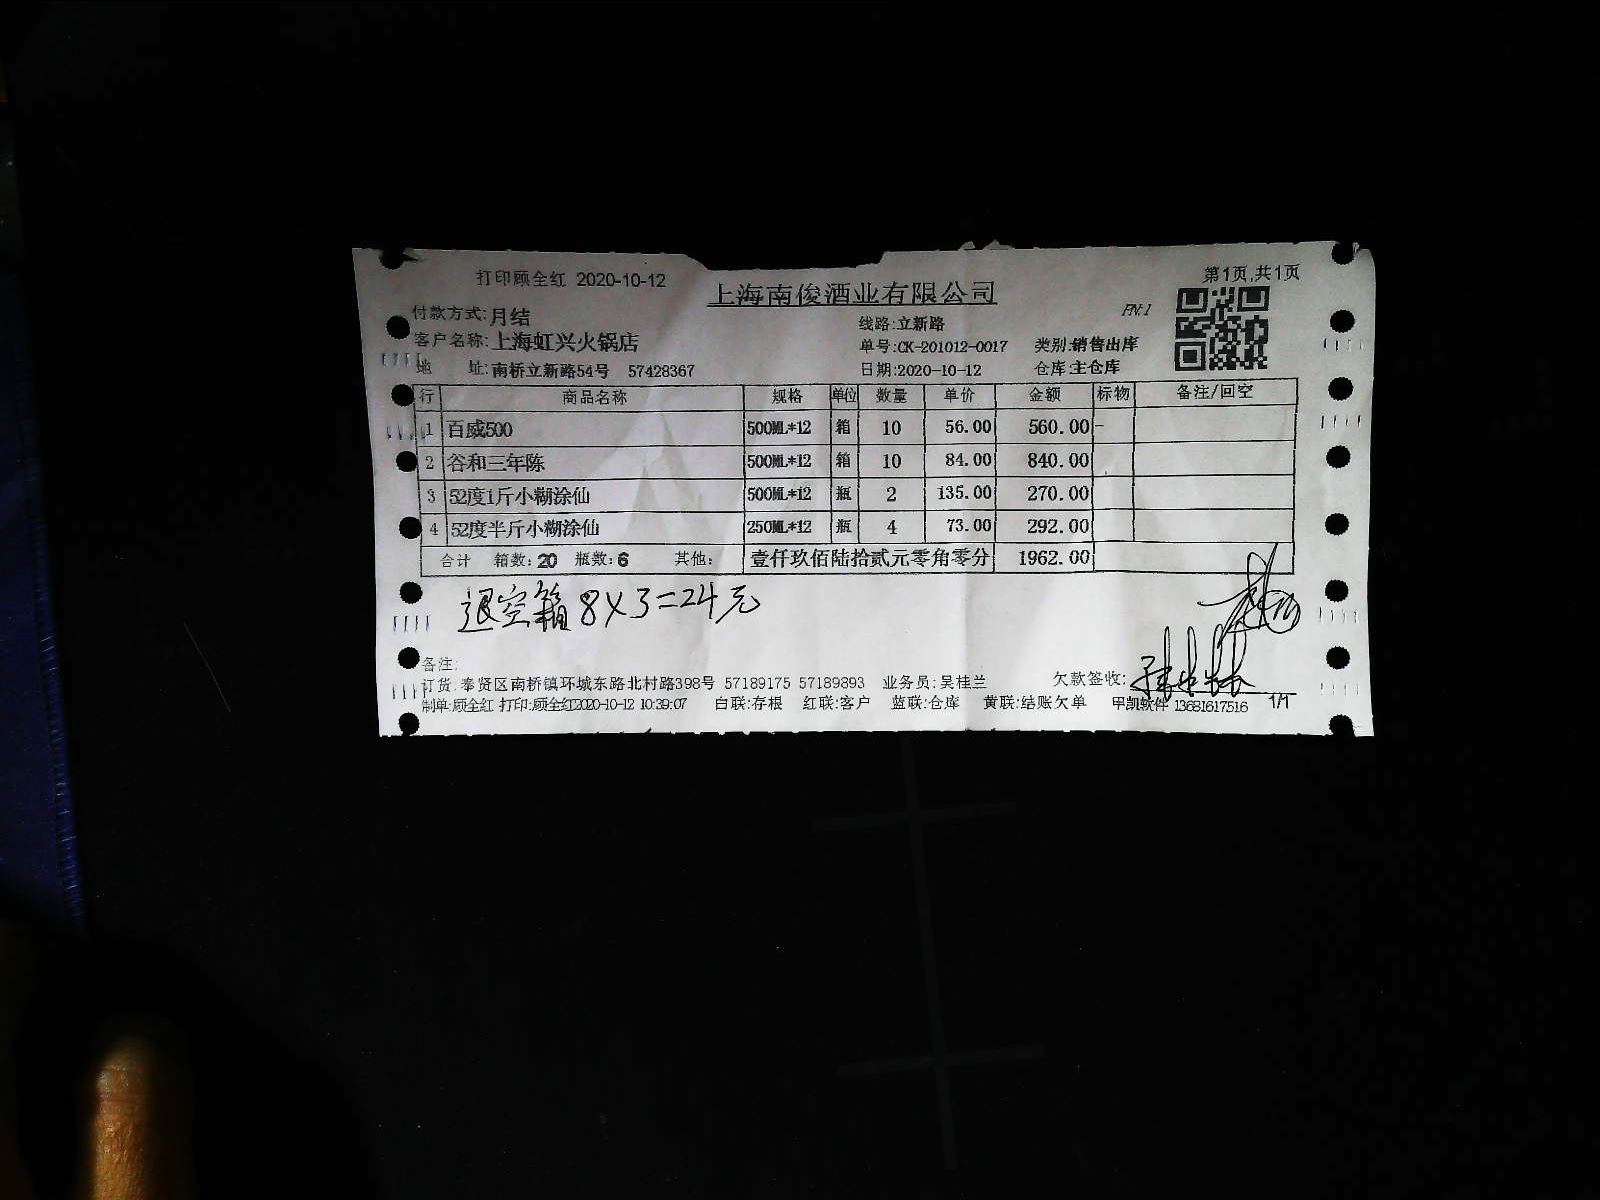 打印顾全红 2020-10-12
上海南俊酒业有限公司
第1页,共1页
付款方式:月结
线路:立新路
PN:1
客户名称:上海虹兴火锅店
单号:CK-201012-0017 类别:销售出库
地 址:南桥立新路54号 57428367
日期:2020-10-12 仓库:主仓库
行 商品名称 规格 单位 数量 单价 金额 标物 备注/回空
1 百威500 500ML*12 箱 10 56.00 560.00 -
2 谷和三年陈 500ML*12 箱 10 84.00 840.00
3 52度1斤小糊涂仙 500ML*12 瓶 2 135.00 270.00
4 52度半斤小糊涂仙 250ML*12 瓶 4 73.00 292.00
合计 箱数: 20 瓶数: 6 其他: 壹仟玖佰陆拾贰元零角零分 1962.00
退空箱 8X3=24元
备注:
订货:奉贤区南桥镇环城东路北村路398号 57189175 57189893 业务员:吴桂兰 欠款签收:
制单:顾全红 打印:顾全红2020-10-12 10:39:07 白联:存根 红联:客户 蓝联:仓库 黄联:结账欠单 甲凯软件 13681617516 1/1